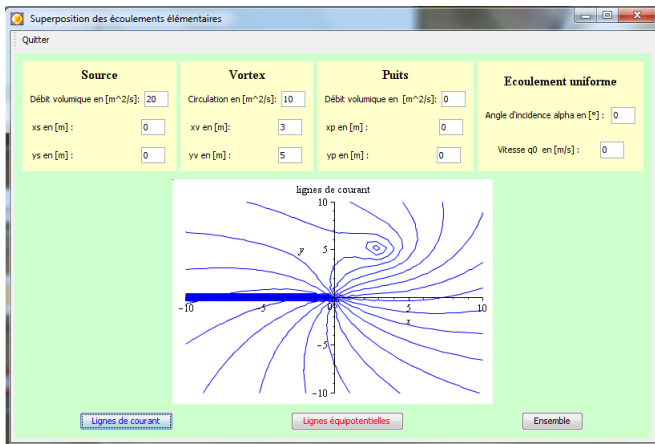 Superposition des écoulements élémentaires
Quitter
Source
Débit volumique en [m^2/s]: 20
xs en [m] : 0
ys en [m] : 0
Vortex
Circulation en [m^2/s]: 10
xv en [m]: 3
yv en [m] : 5
Puits
Débit volumique en [m^2/s]: 0
xp en [m] : 0
yp en [m] : 0
Ecoulement uniforme
Angle d'incidence alpha en [°] : 0
Vitesse q0 en [m/s] : 0
lignes de courant
10
y 5
-10 -5 0 5 10
x
-5
-10
Lignes de courant Lignes équipotentielles Ensemble